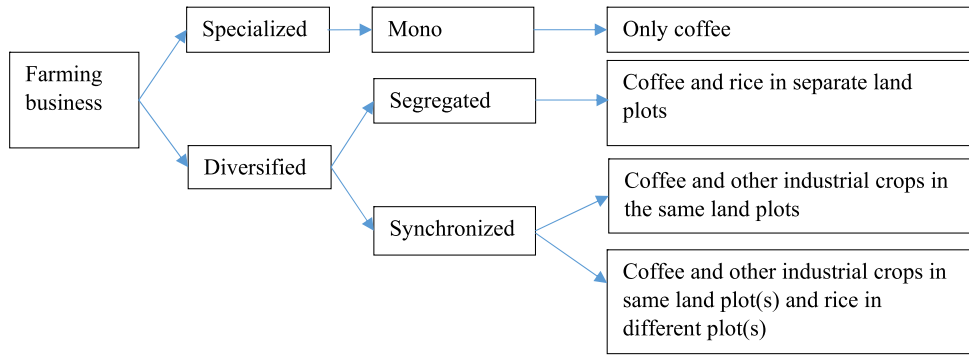 Farming
business
Specialized
Mono
Only coffee
Diversified
Segregated
Coffee and rice in separate land
plots
Synchronized
Coffee and other industrial crops in
the same land plots
Coffee and other industrial crops in
same land plot(s) and rice in
different plot(s)